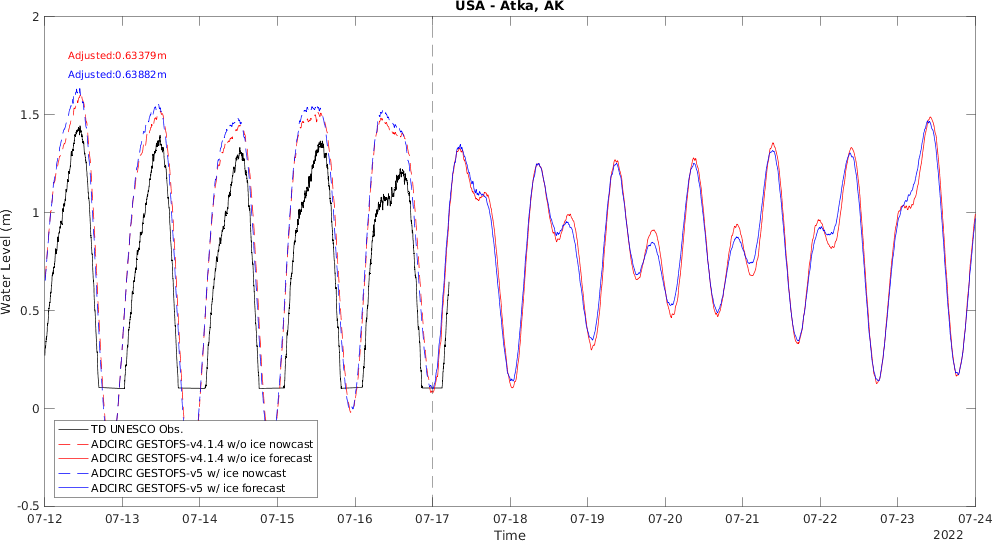 USA - Atka, AK
Adjusted:0.63379m
Adjusted:0.63882m
2
1.5
1
0.5
0
-0.5
Water Level (m)
TD UNESCO Obs.
ADCIRC GESTOFS-v4.1.4 w/o ice nowcast
ADCIRC GESTOFS-v4.1.4 w/o ice forecast
ADCIRC GESTOFS-v5 w/ ice nowcast
ADCIRC GESTOFS-v5 w/ ice forecast
07-12 07-13 07-14 07-15 07-16 07-17 07-18 07-19 07-20 07-21 07-22 07-23 07-24
Time
2022